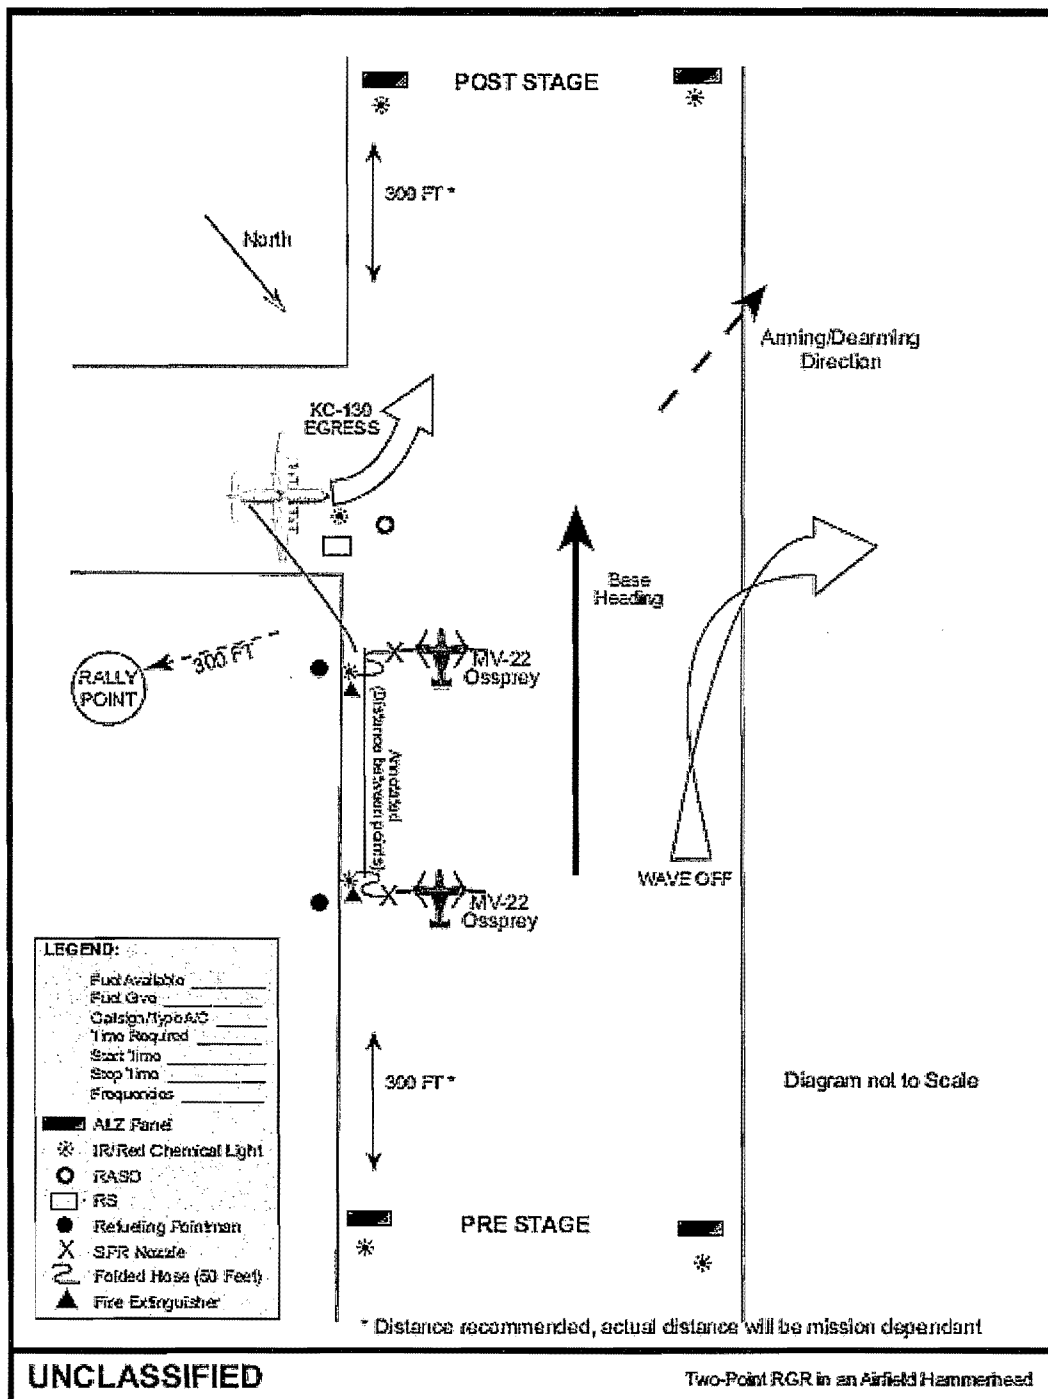 POST STAGE
300 FT *
North
Arming/Dearming
Direction
KC-130
EGRESS
Base
Heading
MV-22
Ossprey
300 FT
RALLY
POINT
Annotated
(Distance between points)
WAVE OFF
MV-22
Ossprey
LEGEND:
Fuel Available
Fuel Give
Callsign/Type A/C
Time Required
Start Time
Stop Time
Frequencies
300 FT *
Diagram not to Scale
ALZ Panel
IR/Red Chemical Light
RASO
RS
Refueling Pointman
SPR Nozzle
Folded Hose (50 Feet)
Fire Extinguisher
PRE STAGE
* Distance recommended, actual distance will be mission dependant
UNCLASSIFIED
Two-Point RGR in an Airfield Hammerhead